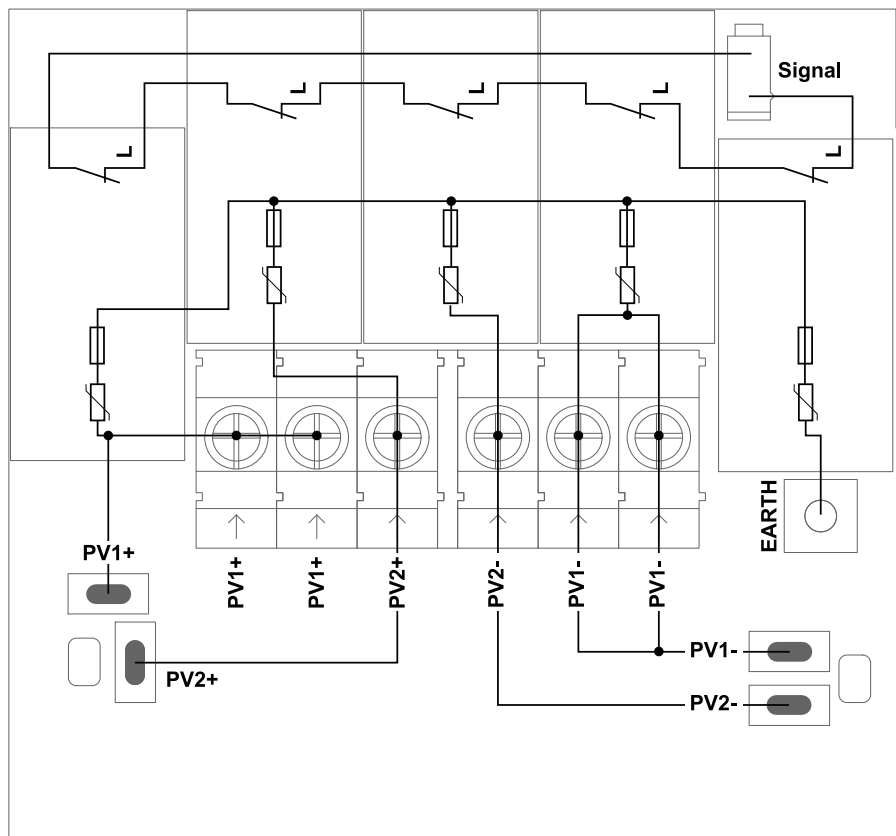 Signal
L
L
L
L
L
EARTH
PV1+
PV1+
PV1+
PV2+
PV2-
PV1-
PV1-
PV1-
PV2+
PV2-